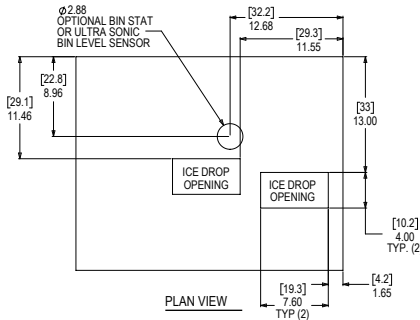 ⌀2.88
OPTIONAL BIN STAT
OR ULTRA SONIC
BIN LEVEL SENSOR
[32.2]
12.68
[29.3]
11.55
[22.8]
8.96
[29.1]
11.46
[33]
13.00
ICE DROP
OPENING
ICE DROP
OPENING
[10.2]
4.00
TYP. (2
[19.3]
7.60
TYP (2)
[4.2]
1.65
PLAN VIEW